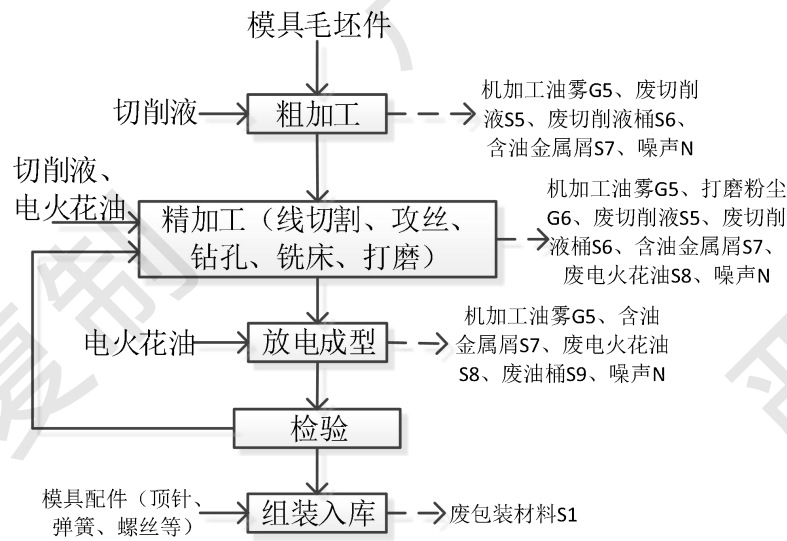 模具毛坯件
切削液
粗加工
机加工油雾G5、废切削
液S5、废切削液桶S6、
含油金属屑S7、噪声N
切削液、
电火花油
精加工（线切割、攻丝、
钻孔、铣床、打磨）
机加工油雾G5、打磨粉尘
G6、废切削液S5、废切削
液桶S6、含油金属屑S7、
废电火花油S8、噪声N
电火花油
放电成型
机加工油雾G5、含油
金属屑S7、废电火花油
S8、废油桶S9、噪声N
检验
模具配件（顶针、
弹簧、螺丝等）
组装入库
废包装材料S1
复制